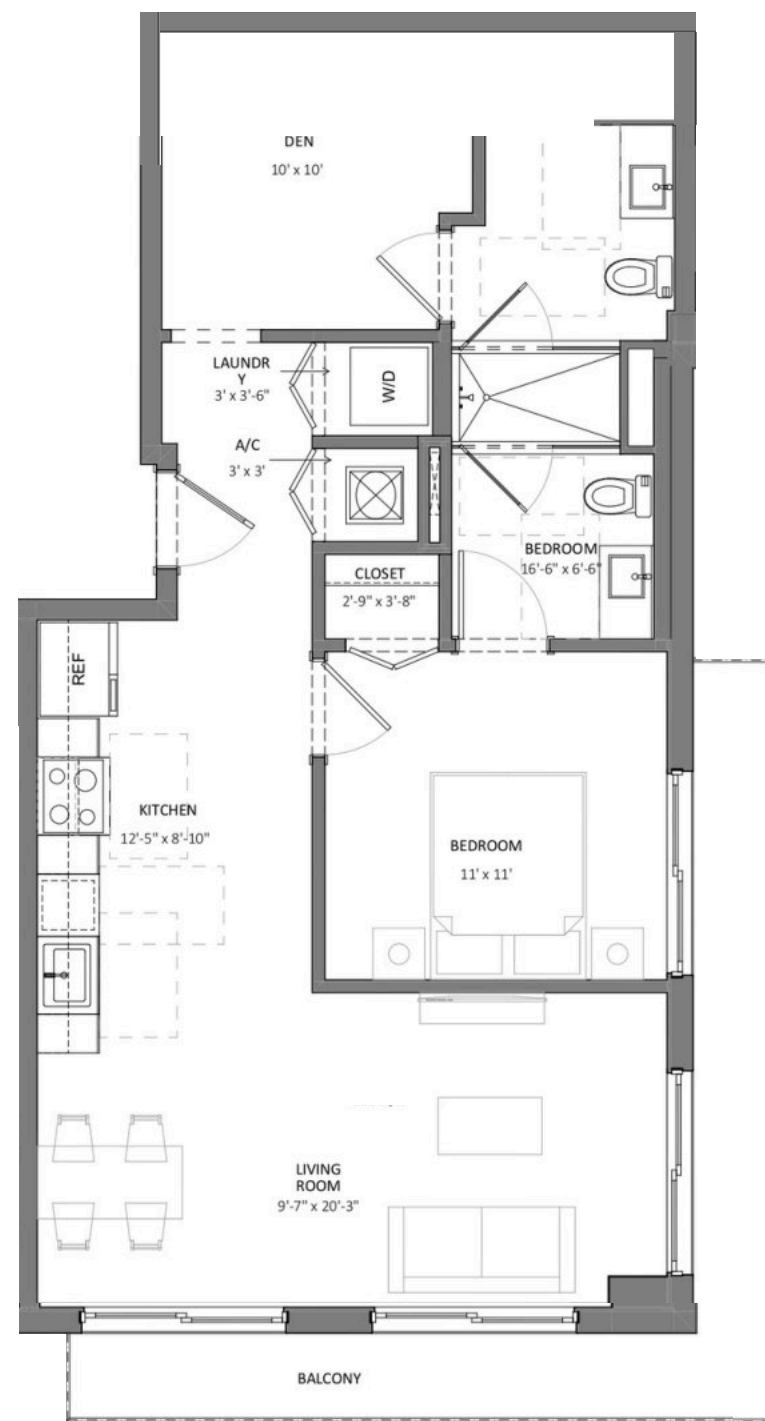 DEN
10' x 10'
LAUNDR
Y
3' x 3'-6"
W/D
A/C
3' x 3'
BEDROOM
16'-6" x 6'-6"
CLOSET
2'-9" x 3'-8"
REF
KITCHEN
12'-5" x 8'-10"
BEDROOM
11' x 11'
LIVING
ROOM
9'-7" x 20'-3"
BALCONY